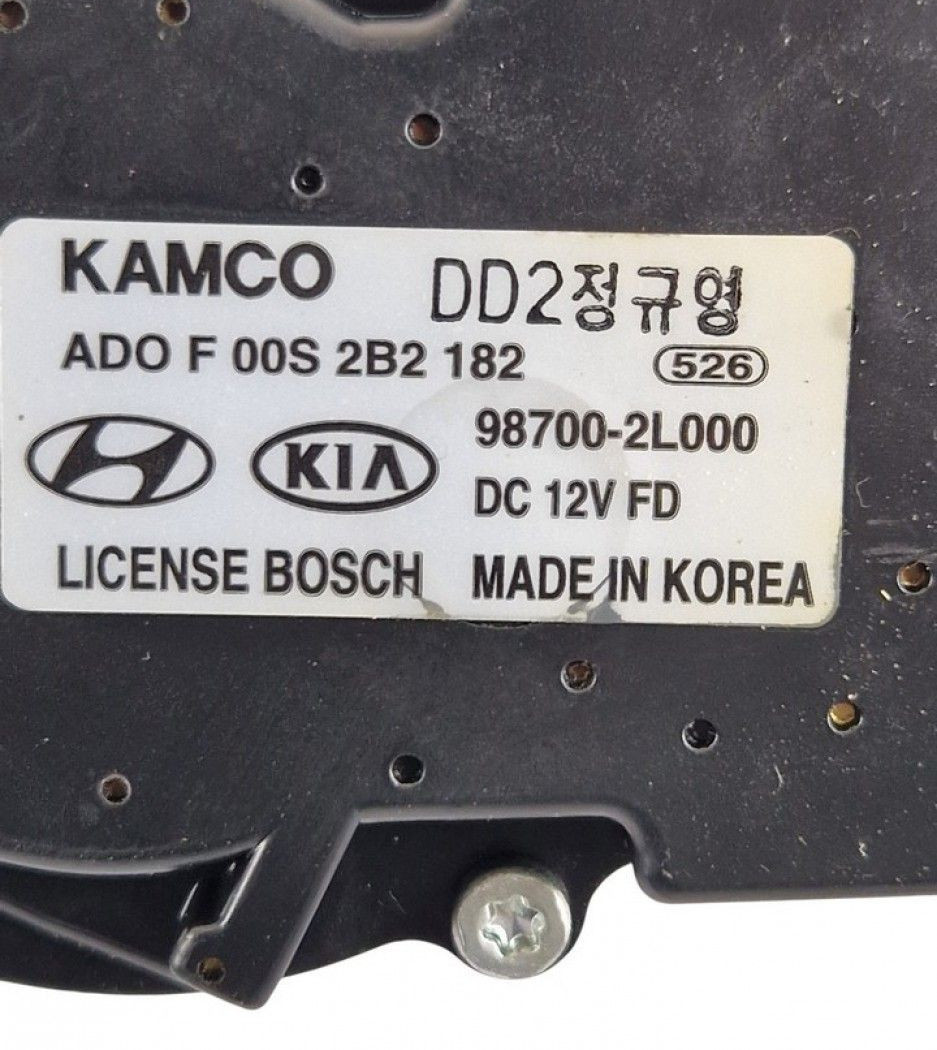 KAMCO DD2정규영
ADO F 00S 2B2 182 526
KIA 98700-2L000
DC 12V FD
LICENSE BOSCH MADE IN KOREA